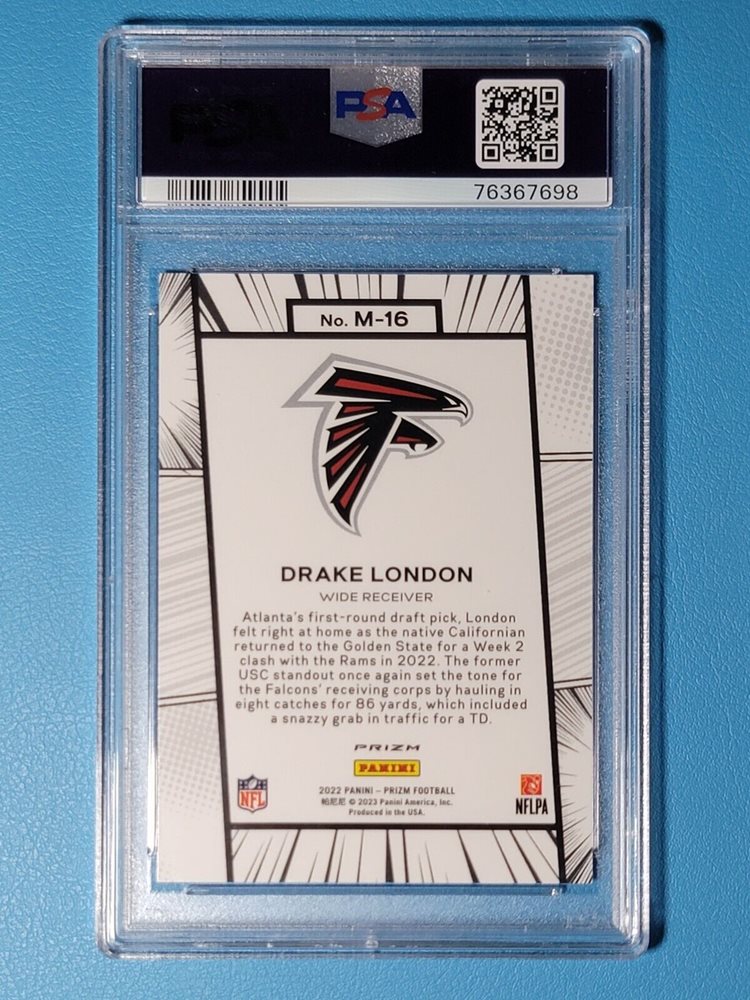 PSA
76367698
No. M-16
DRAKE LONDON
WIDE RECEIVER
Atlanta's first-round draft pick, London
felt right at home as the native Californian
returned to the Golden State for a Week 2
clash with the Rams in 2022. The former
USC standout once again set the tone for
the Falcons' receiving corps by hauling in
eight catches for 86 yards, which included
a snazzy grab in traffic for a TD.
PRIZM
PANINI
NFL
2022 PANINI – PRIZM FOOTBALL
帕尼尼 © 2023 Panini America, Inc.
Produced in the USA.
NFLPA